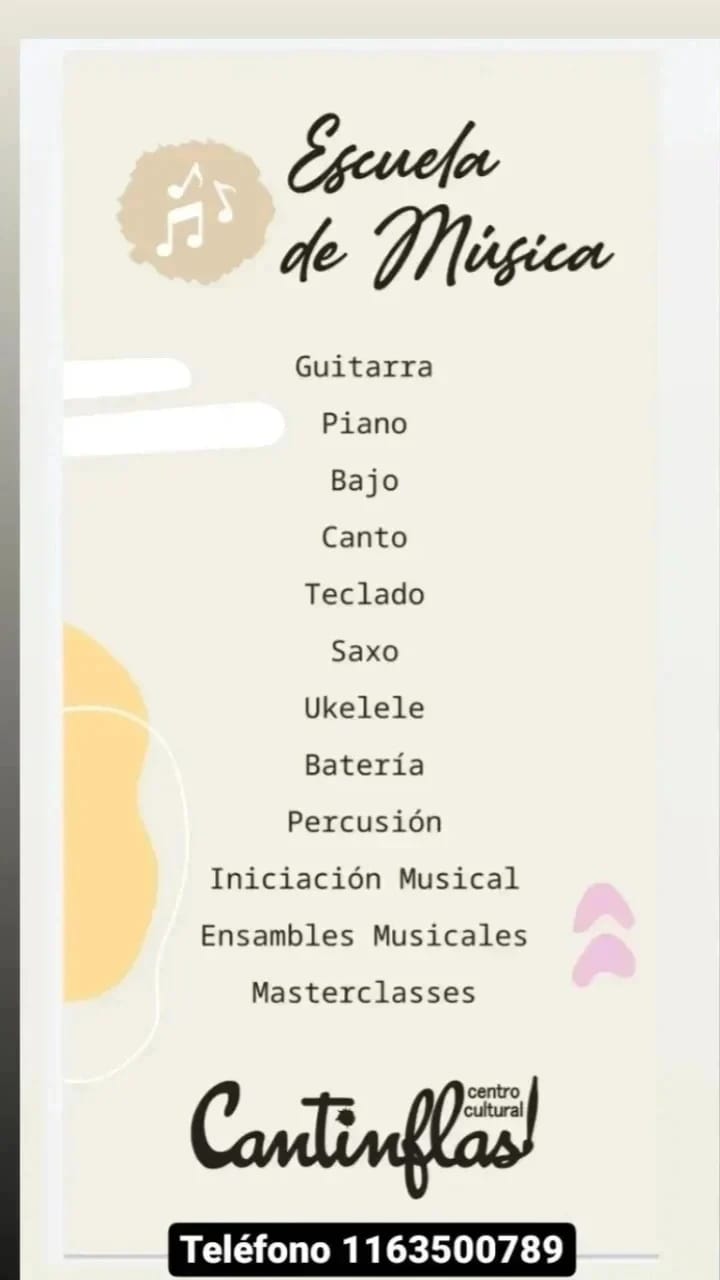 Escuela
de Música
Guitarra
Piano
Bajo
Canto
Teclado
Saxo
Ukelele
Batería
Percusión
Iniciación Musical
Ensambles Musicales
Masterclasses
centro
cultural
Cantinflas!
Teléfono 1163500789